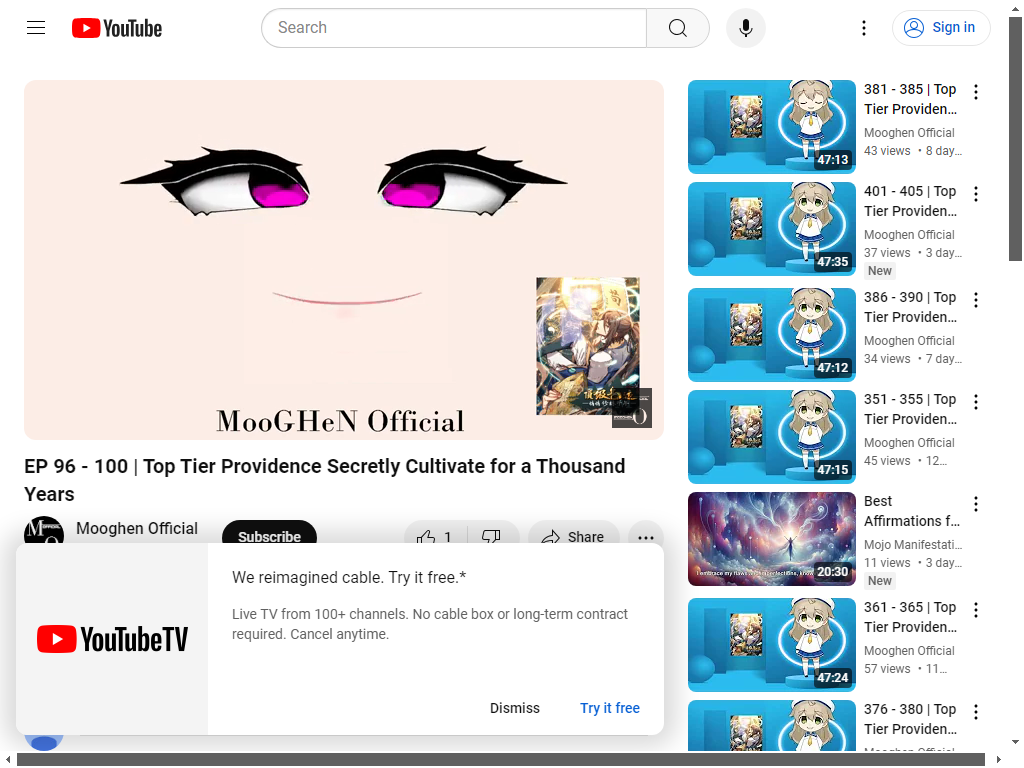 YouTube
Search
Sign in
MooGHeN Official
EP 96 - 100 | Top Tier Providence Secretly Cultivate for a Thousand
Years
Mooghen Official
Subscribe
1
Share
We reimagined cable. Try it free.*
Live TV from 100+ channels. No cable box or long-term contract
required. Cancel anytime.
YouTubeTV
Dismiss
Try it free
381 - 385 | Top
Tier Providen...
Mooghen Official
43 views • 8 day...
47:13
401 - 405 | Top
Tier Providen...
Mooghen Official
37 views • 3 day...
New
47:35
386 - 390 | Top
Tier Providen...
Mooghen Official
34 views • 7 day...
47:12
351 - 355 | Top
Tier Providen...
Mooghen Official
45 views • 12...
47:15
Best
Affirmations f...
Mojo Manifestati...
11 views • 3 day...
New
20:30
361 - 365 | Top
Tier Providen...
Mooghen Official
57 views • 11...
47:24
376 - 380 | Top
Tier Providen...